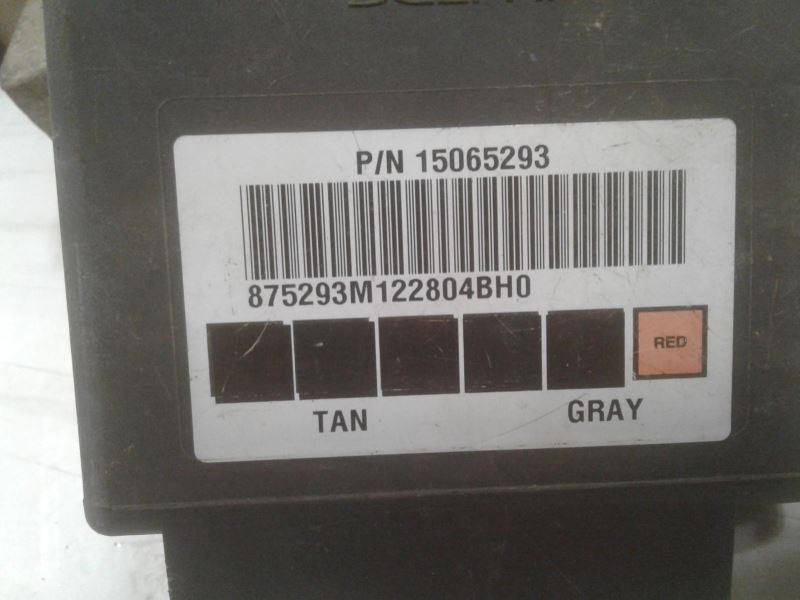 P/N 15065293
875293M122804BH0
RED
TAN GRAY